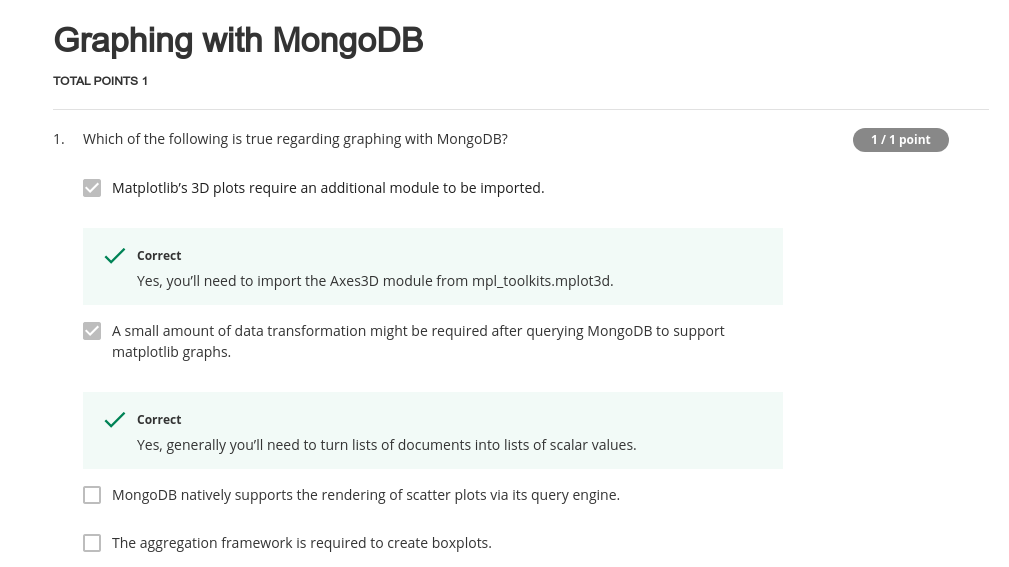 Graphing with MongoDB
TOTAL POINTS 1
1. Which of the following is true regarding graphing with MongoDB?
1 / 1 point
Matplotlib’s 3D plots require an additional module to be imported.
Correct
Yes, you’ll need to import the Axes3D module from mpl_toolkits.mplot3d.
A small amount of data transformation might be required after querying MongoDB to support
matplotlib graphs.
Correct
Yes, generally you’ll need to turn lists of documents into lists of scalar values.
MongoDB natively supports the rendering of scatter plots via its query engine.
The aggregation framework is required to create boxplots.